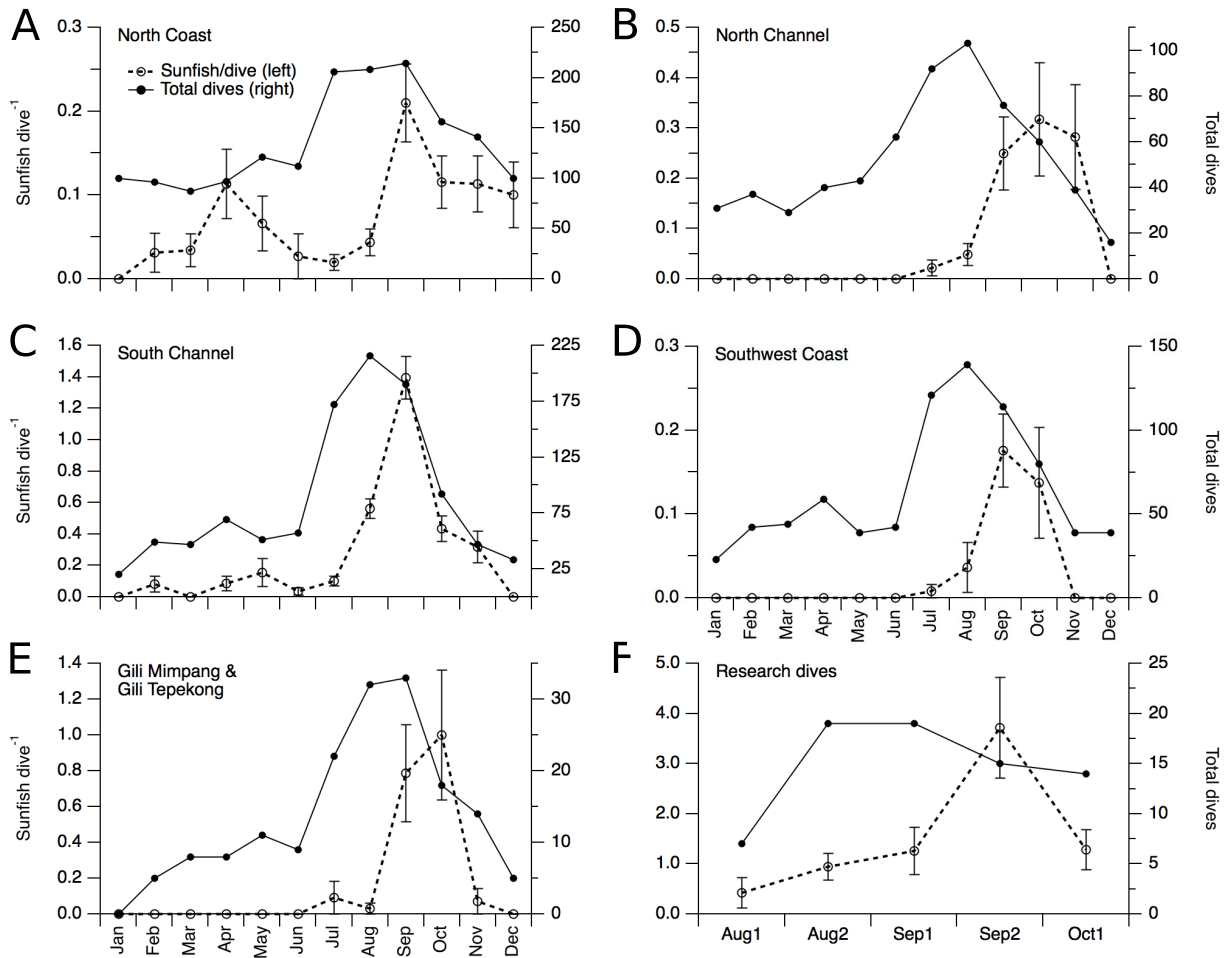 A
North Coast
Sunfish/dive (left)
Total dives (right)
Sunfish dive-1
0.3
0.2
0.1
0.0
250
200
150
100
50
0
B
North Channel
0.5
0.4
0.3
0.2
0.1
0.0
100
80
60
40
20
0
Total dives
C
South Channel
Sunfish dive-1
1.6
1.4
1.2
1.0
0.8
0.6
0.4
0.2
0.0
225
175
125
75
25
D
Southwest Coast
0.3
0.2
0.1
0.0
150
100
50
0
Total dives
Jan Feb Mar Apr May Jun Jul Aug Sep Oct Nov Dec
E
Gili Mimpang &
Gili Tepekong
Sunfish dive-1
1.4
1.2
1.0
0.8
0.6
0.4
0.2
0.0
30
20
10
0
Jan Feb Mar Apr May Jun Jul Aug Sep Oct Nov Dec
F
Research dives
5.0
4.0
3.0
2.0
1.0
0.0
25
20
15
10
5
0
Total dives
Aug1 Aug2 Sep1 Sep2 Oct1